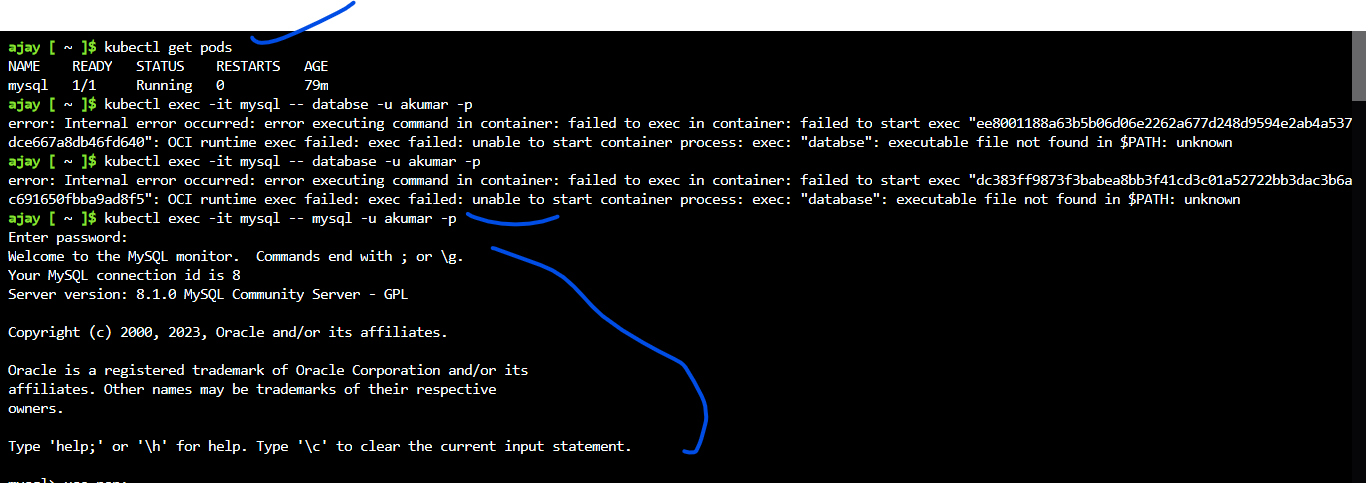 ajay [ ~ ]$ kubectl get pods
NAME    READY   STATUS    RESTARTS   AGE
mysql   1/1     Running   0          79m
ajay [ ~ ]$ kubectl exec -it mysql -- databse -u akumar -p
error: Internal error occurred: error executing command in container: failed to exec in container: failed to start exec "ee8001188a63b5b06d06e2262a677d248d9594e2ab4a537
dce667a8db46fd640": OCI runtime exec failed: exec failed: unable to start container process: exec: "databse": executable file not found in $PATH: unknown
ajay [ ~ ]$ kubectl exec -it mysql -- database -u akumar -p
error: Internal error occurred: error executing command in container: failed to exec in container: failed to start exec "dc383ff9873f3babea8bb3f41cd3c01a52722bb3dac3b6a
c691650fbba9ad8f5": OCI runtime exec failed: exec failed: unable to start container process: exec: "database": executable file not found in $PATH: unknown
ajay [ ~ ]$ kubectl exec -it mysql -- mysql -u akumar -p
Enter password:
Welcome to the MySQL monitor.  Commands end with ; or \g.
Your MySQL connection id is 8
Server version: 8.1.0 MySQL Community Server - GPL
Copyright (c) 2000, 2023, Oracle and/or its affiliates.
Oracle is a registered trademark of Oracle Corporation and/or its
affiliates. Other names may be trademarks of their respective
owners.
Type 'help;' or '\h' for help. Type '\c' to clear the current input statement.